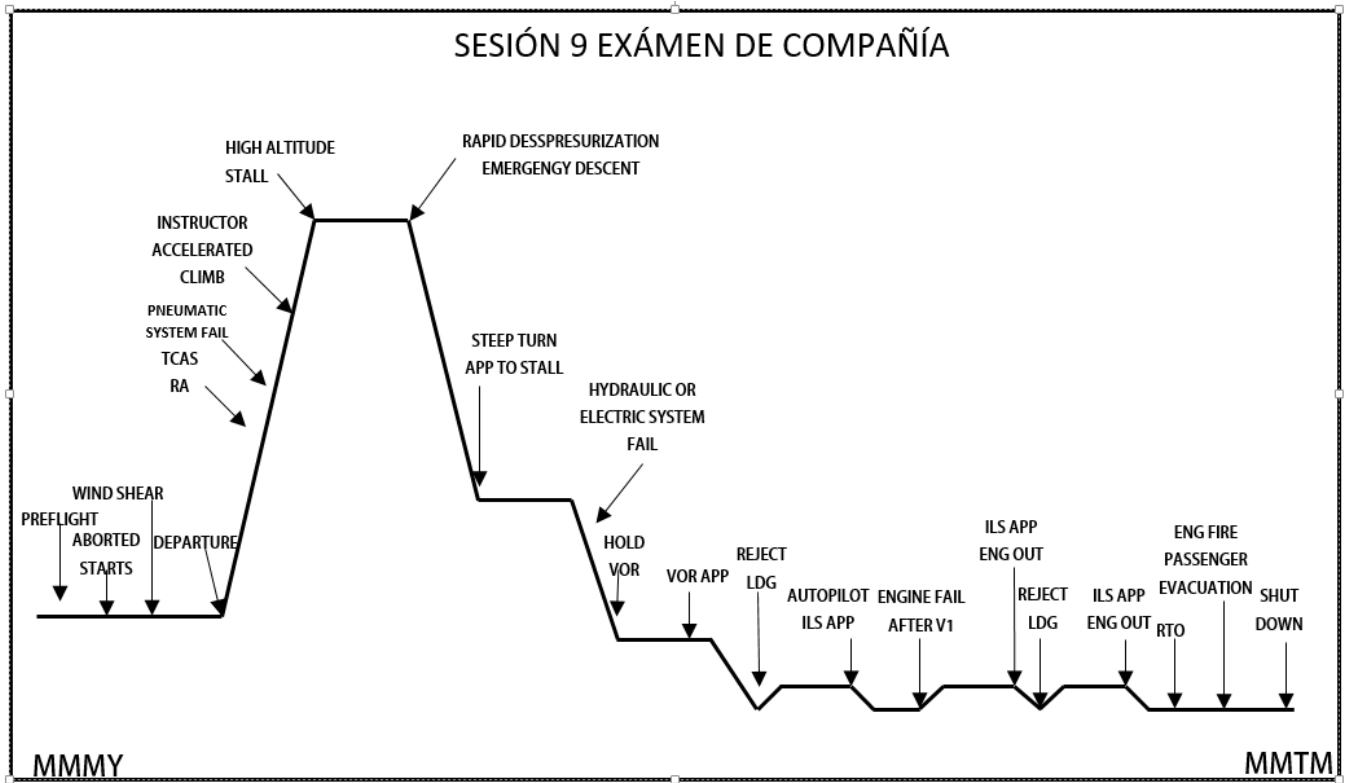 SESIÓN 9 EXÁMEN DE COMPAÑÍA
HIGH ALTITUDE
STALL
RAPID DESSPRESURIZATION
EMERGENGY DESCENT
INSTRUCTOR
ACCELERATED
CLIMB
PNEUMATIC
SYSTEM FAIL
TCAS
RA
STEEP TURN
APP TO STALL
HYDRAULIC OR
ELECTRIC SYSTEM
FAIL
PREFLIGHT
ABORTED
STARTS
WIND SHEAR
DEPARTURE
HOLD
VOR
VOR APP
REJECT
LDG
AUTOPILOT
ILS APP
ENGINE FAIL
AFTER V1
ILS APP
ENG OUT
REJECT
LDG
ILS APP
ENG OUT
RTO
ENG FIRE
PASSENGER
EVACUATION
SHUT
DOWN
MMMY
MMTM